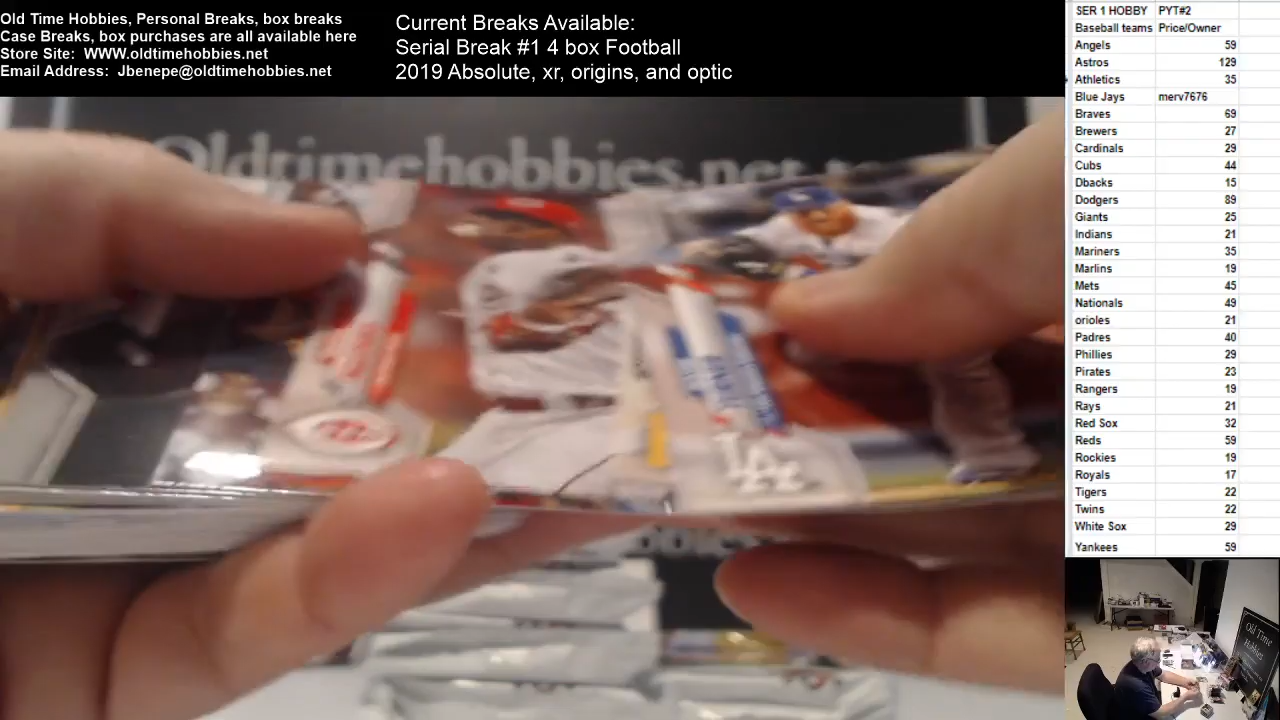 Old Time Hobbies, Personal Breaks, box breaks
Case Breaks, box purchases are all available here
Store Site: WWW.oldtimehobbies.net
Email Address: Jbenepe@oldtimehobbies.net
Current Breaks Available:
Serial Break #1 4 box Football
2019 Absolute, xr, origins, and optic
SER 1 HOBBY PYT#2
Baseball teams Price/Owner
Angels 59
Astros 129
Athletics 35
Blue Jays merv7676
Braves 69
Brewers 27
Cardinals 29
Cubs 44
Dbacks 15
Dodgers 89
Giants 25
Indians 21
Mariners 35
Marlins 19
Mets 45
Nationals 49
orioles 21
Padres 40
Phillies 29
Pirates 23
Rangers 19
Rays 21
Red Sox 32
Reds 59
Rockies 19
Royals 17
Tigers 22
Twins 22
White Sox 29
Yankees 59
Oldtimehobbies.net
LA
Old Time
Hobbies